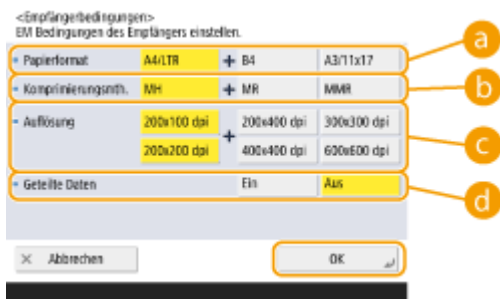 <Empfängerbedingungen>
EM Bedingungen des Empfängers einstellen.
Papierformat A4/LTR + B4 A3/11x17 a
Komprimierungsmth. MH + MR MMR b
Auflösung 200x100 dpi + 200x400 dpi 300x300 dpi
200x200 dpi 400x400 dpi 600x600 dpi c
Geteilte Daten Ein Aus d
× Abbrechen OK